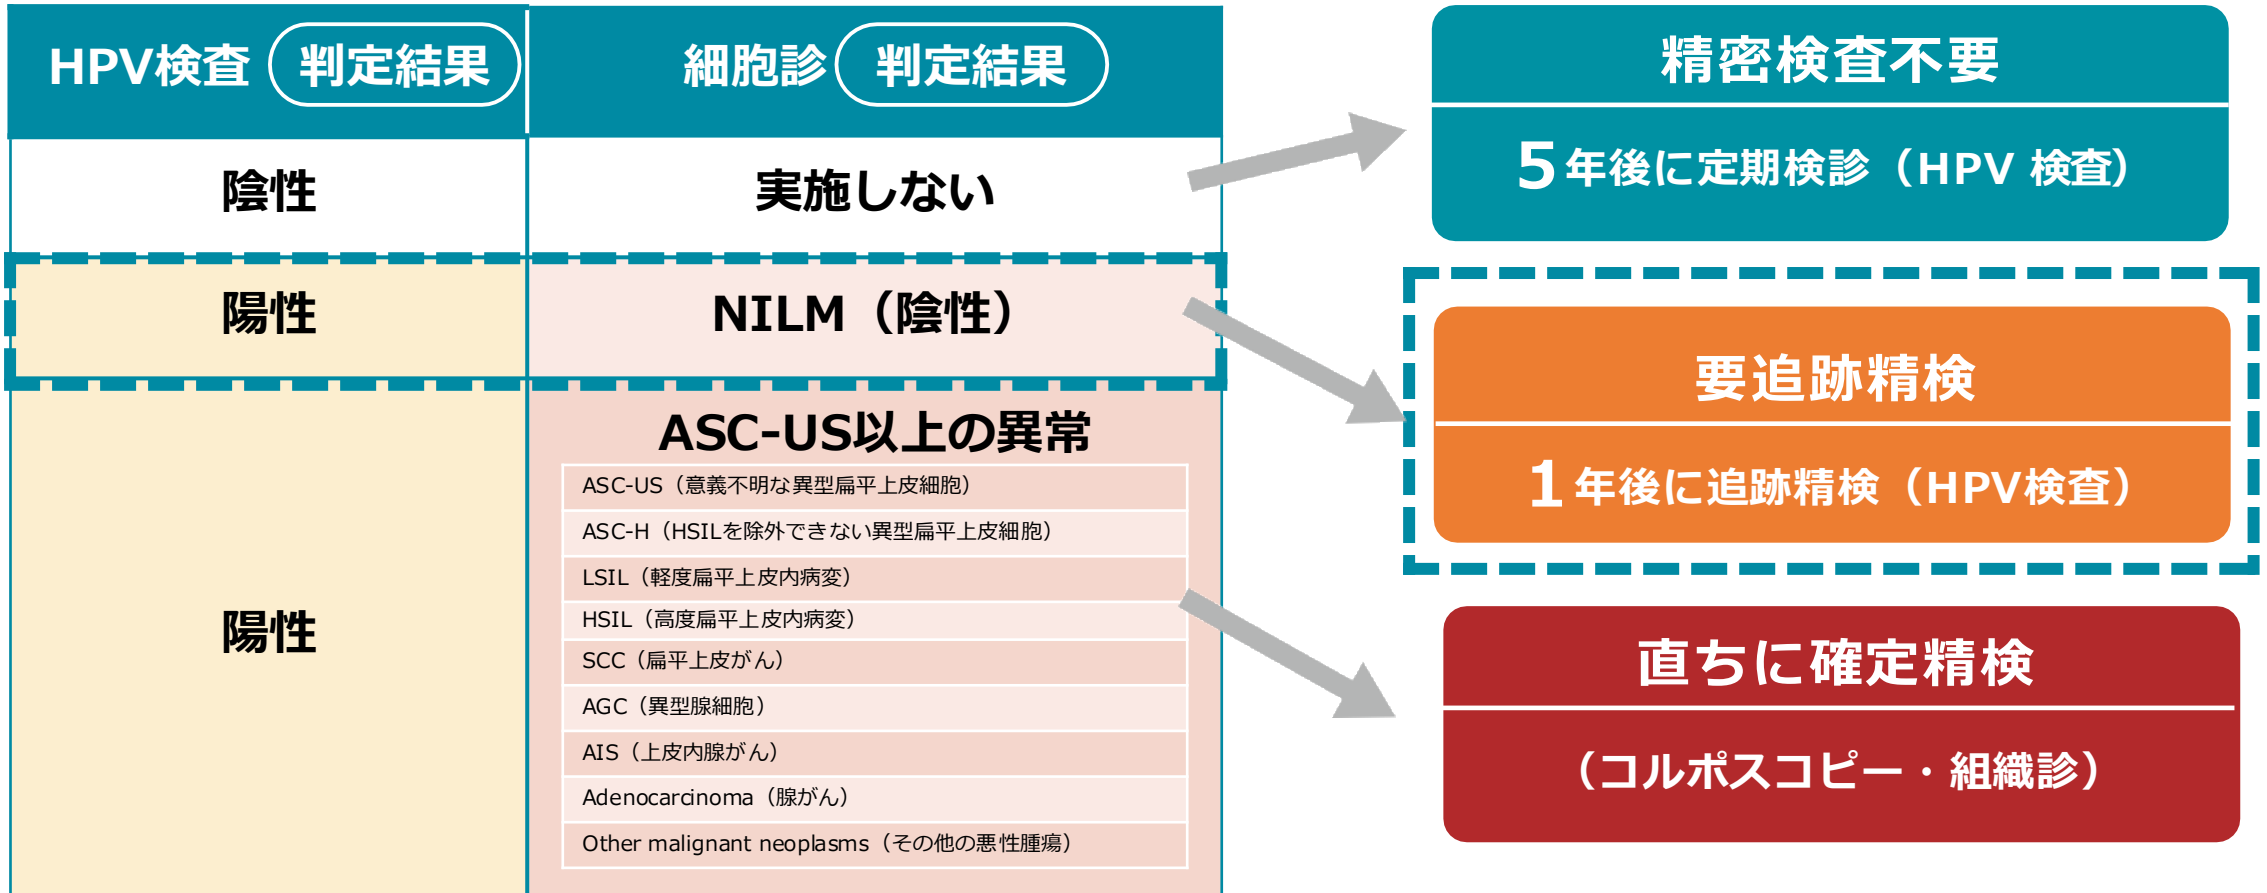 HPV検査 判定結果
細胞診 判定結果
陰性
実施しない
陽性
NILM（陰性）
陽性
ASC-US以上の異常
ASC-US（意義不明な異型扁平上皮細胞）
ASC-H（HSILを除外できない異型扁平上皮細胞）
LSIL（軽度扁平上皮内病変）
HSIL（高度扁平上皮内病変）
SCC（扁平上皮がん）
AGC（異型腺細胞）
AIS（上皮内腺がん）
Adenocarcinoma（腺がん）
Other malignant neoplasms（その他の悪性腫瘍）
精密検査不要
5年後に定期検診（HPV 検査）
要追跡精検
1年後に追跡精検（HPV検査）
直ちに確定精検
（コルポスコピー・組織診）